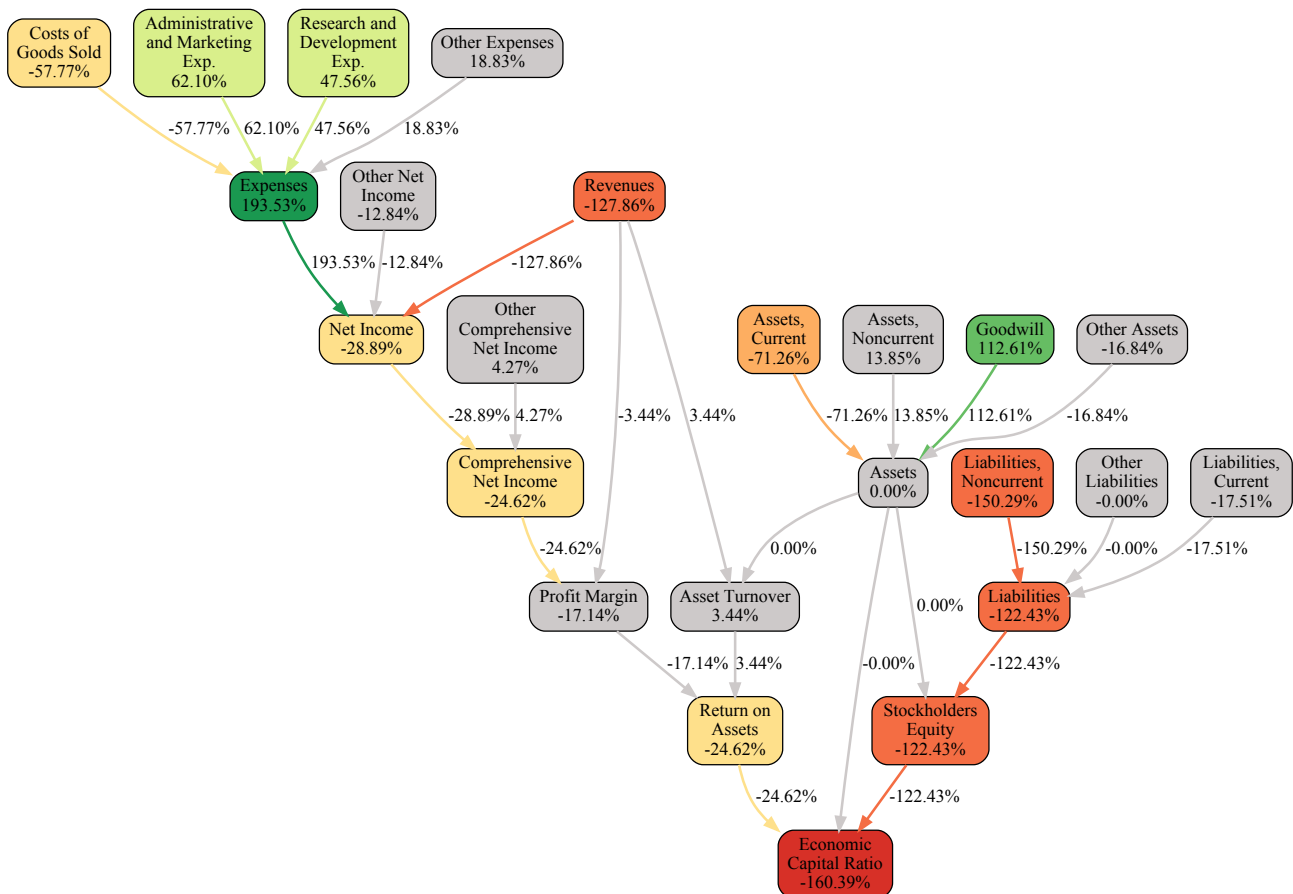 Costs of
Goods Sold
-57.77%
Administrative
and Marketing
Exp.
62.10%
Research and
Development
Exp.
47.56%
Other Expenses
18.83%
-57.77%
62.10%
47.56%
18.83%
Expenses
193.53%
Other Net
Income
-12.84%
Revenues
-127.86%
193.53%
-12.84%
-127.86%
Net Income
-28.89%
Other
Comprehensive
Net Income
4.27%
Assets,
Current
-71.26%
Assets,
Noncurrent
13.85%
Goodwill
112.61%
Other Assets
-16.84%
-28.89%
4.27%
-3.44%
3.44%
-71.26%
13.85%
112.61%
-16.84%
Comprehensive
Net Income
-24.62%
Assets
0.00%
Liabilities,
Noncurrent
-150.29%
Other
Liabilities
-0.00%
Liabilities,
Current
-17.51%
-24.62%
0.00%
-150.29%
-0.00%
-17.51%
Profit Margin
-17.14%
Asset Turnover
3.44%
0.00%
Liabilities
-122.43%
-17.14%
3.44%
-0.00%
-122.43%
Return on
Assets
-24.62%
Stockholders
Equity
-122.43%
-24.62%
-122.43%
Economic
Capital Ratio
-160.39%